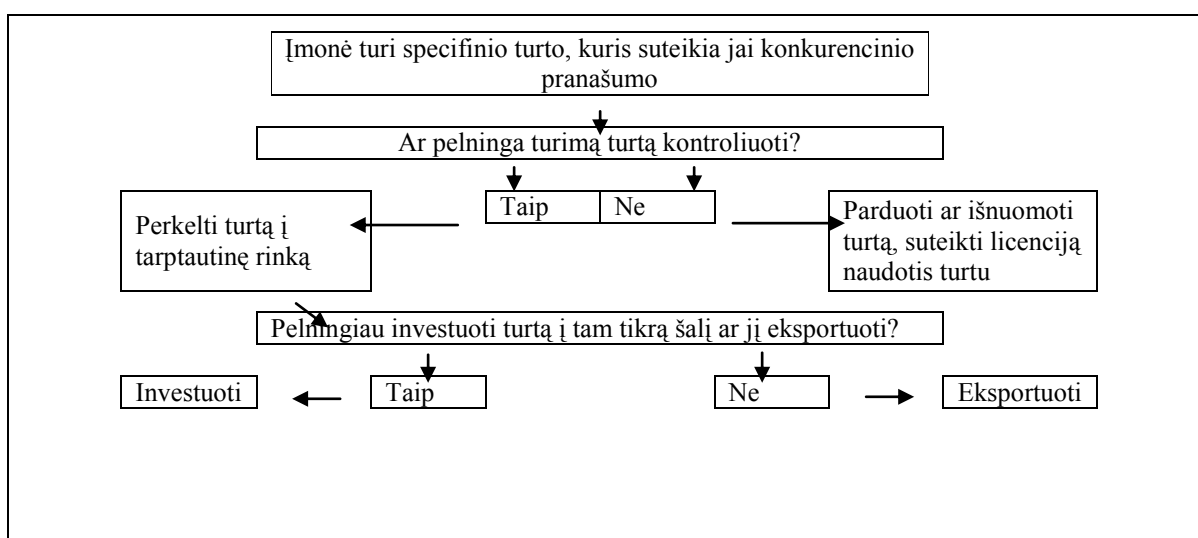 Įmonė turi specifinio turto, kuris suteikia jai konkurencinio
pranašumo
Ar pelninga turimą turtą kontroliuoti?
Taip
Ne
Perkelti turtą į
tarptautinę rinką
Parduoti ar išnuomoti
turtą, suteikti licenciją
naudotis turtu
Pelningiau investuoti turtą į tam tikrą šalį ar jį eksportuoti?
Investuoti
Taip
Ne
Eksportuoti